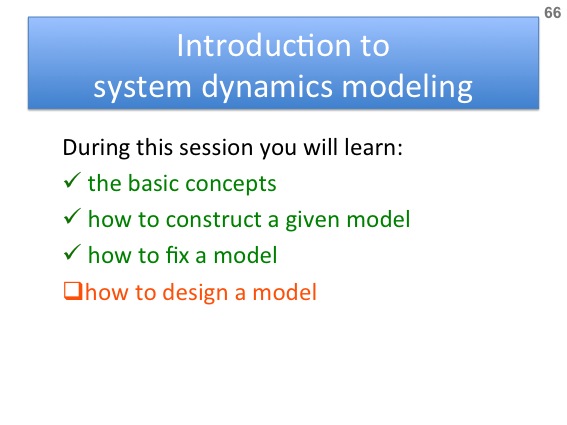 66
Introduction to
system dynamics modeling
During this session you will learn:
✓ the basic concepts
✓ how to construct a given model
✓ how to fix a model
❑how to design a model